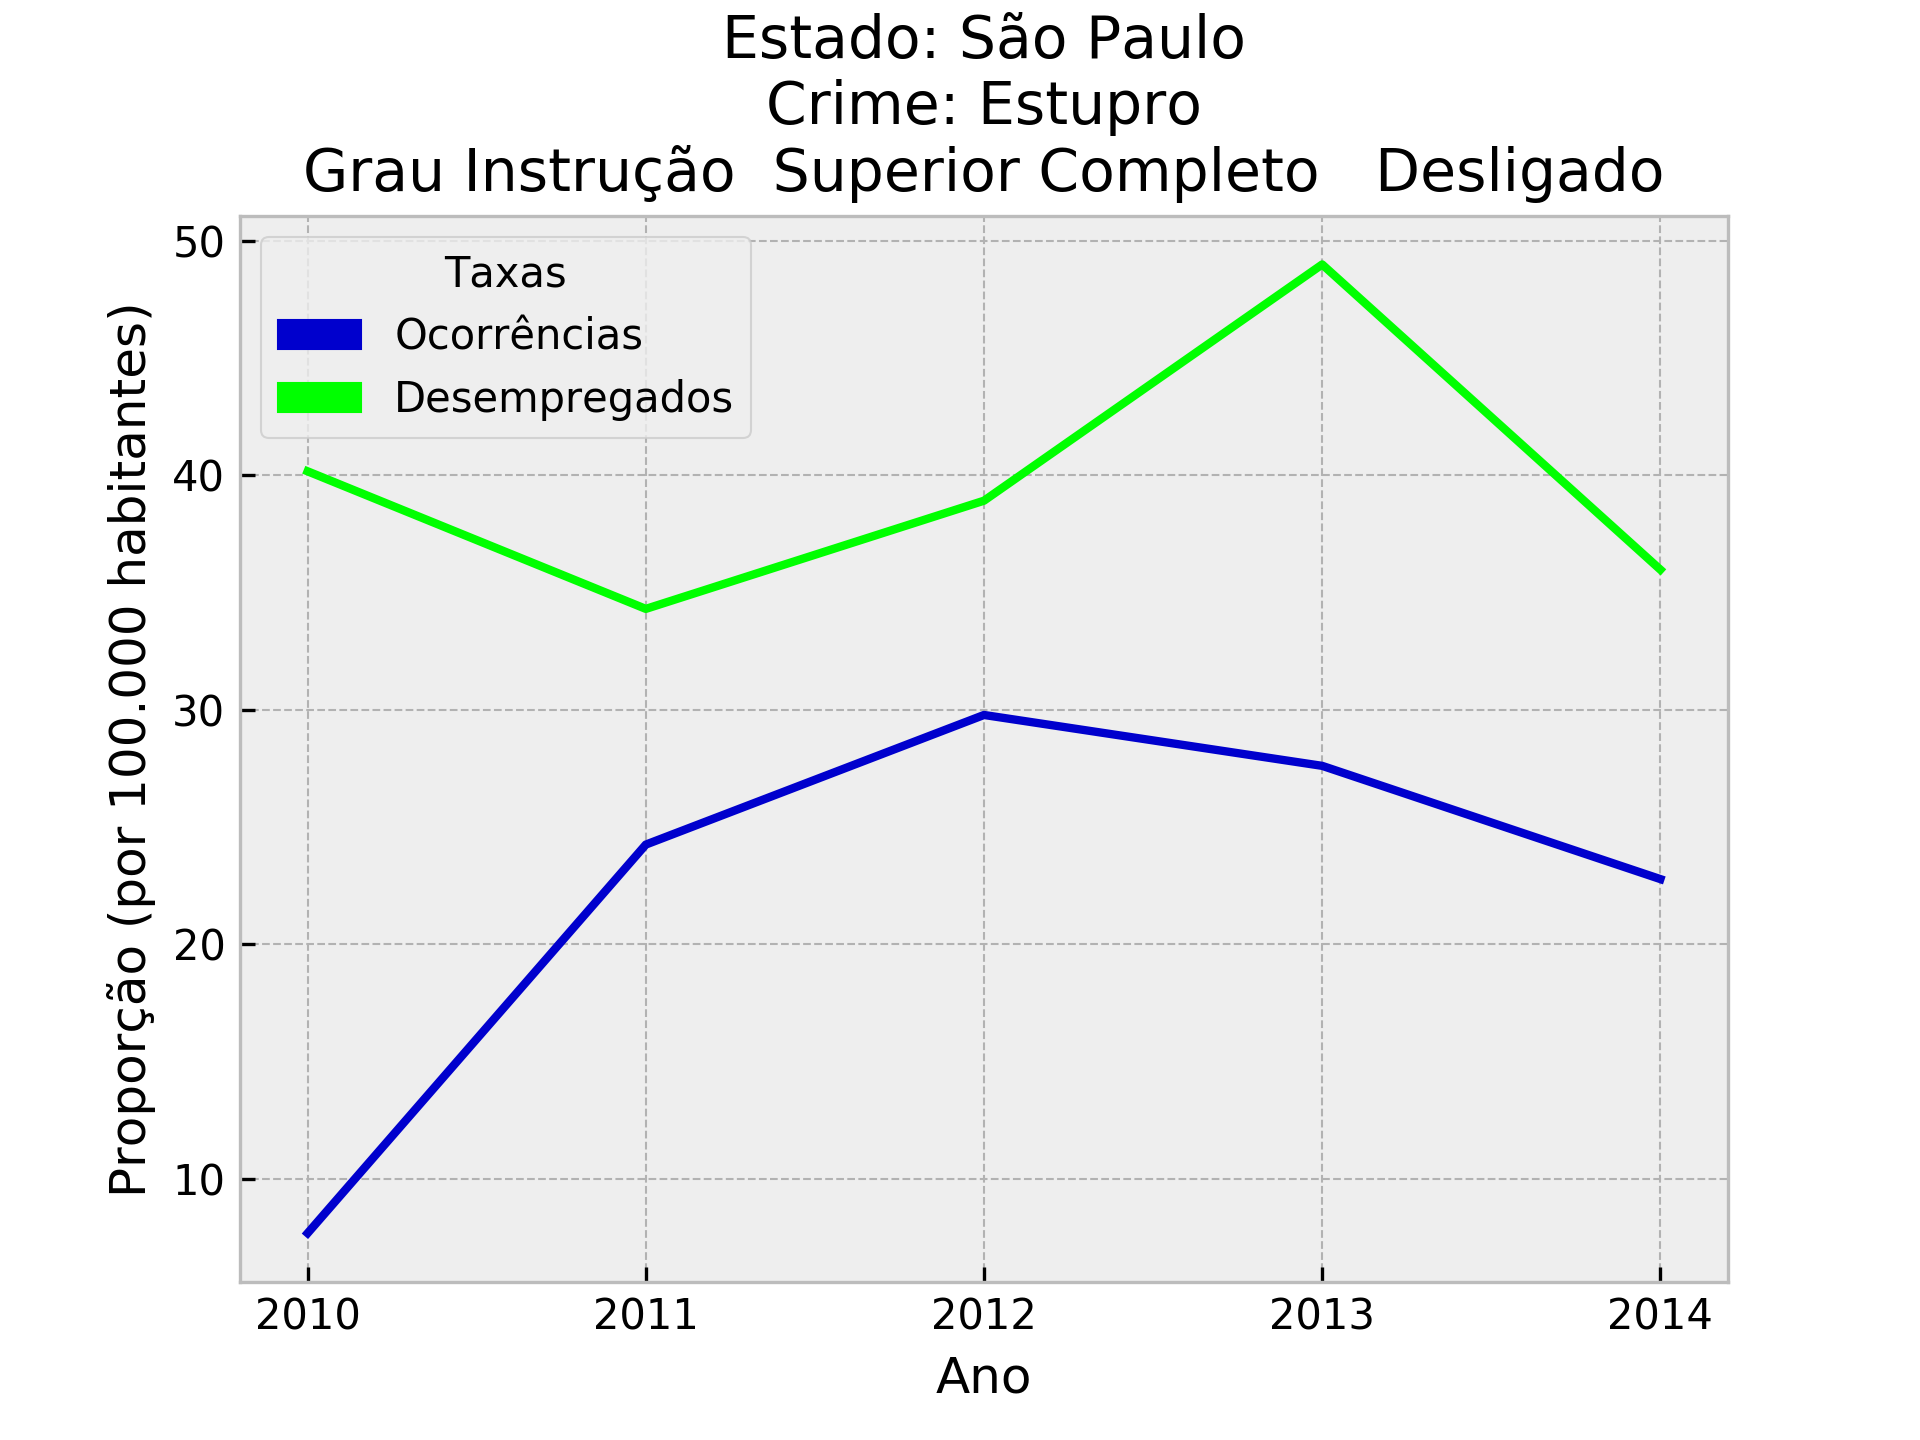 Estado: São Paulo
Crime: Estupro
Grau Instrução  Superior Completo   Desligado
Proporção (por 100.000 habitantes)
50
40
30
20
10
Taxas
Ocorrências
Desempregados
2010 2011 2012 2013 2014
Ano